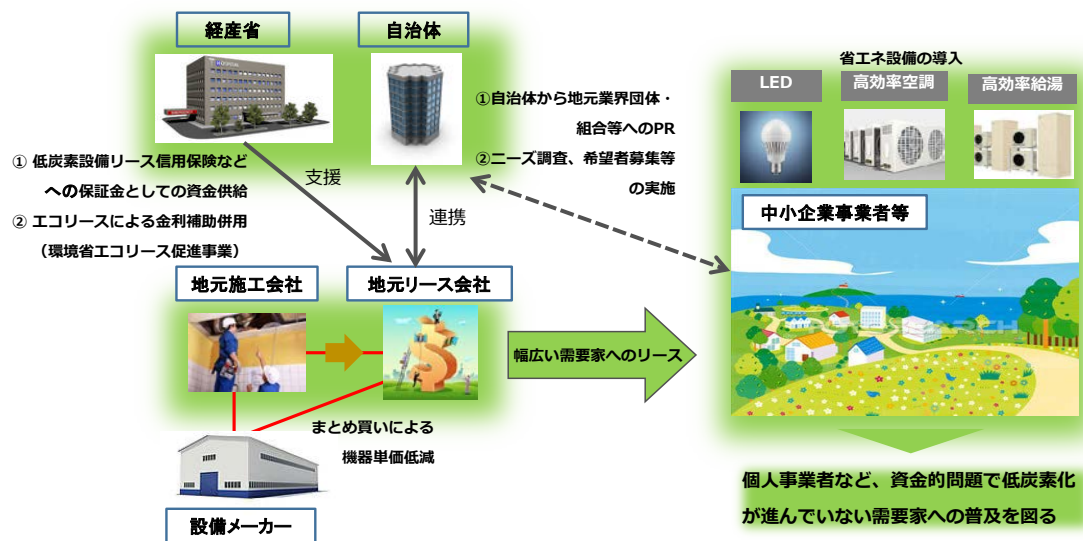 経産省
自治体
① 低炭素設備リース信用保険など
への保証金としての資金供給
② エコリースによる金利補助併用
（環境省エコリース促進事業）
支援
連携
①自治体から地元業界団体・
組合等へのPR
②ニーズ調査、希望者募集等
の実施
省エネ設備の導入
LED
高効率空調
高効率給湯
中小企業事業者等
地元施工会社
地元リース会社
幅広い需要家へのリース
まとめ買いによる
機器単価低減
設備メーカー
個人事業者など、資金的問題で低炭素化
が進んでいない需要家への普及を図る